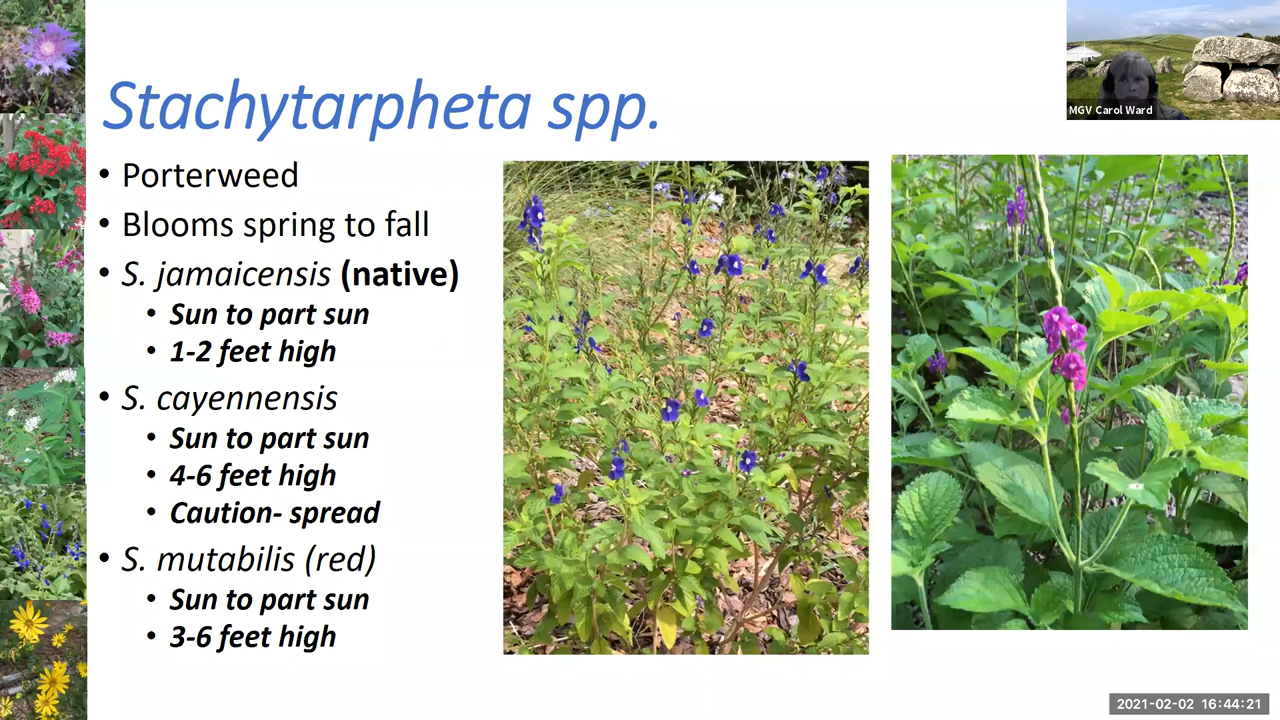 Stachytarpheta spp.
• Porterweed
• Blooms spring to fall
• S. jamaicensis (native)
• Sun to part sun
• 1-2 feet high
• S. cayennensis
• Sun to part sun
• 4-6 feet high
• Caution- spread
• S. mutabilis (red)
• Sun to part sun
• 3-6 feet high
MGV Carol Ward
2021-02-02 16:44:21